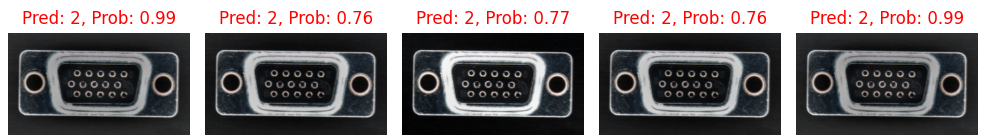 Pred: 2, Prob: 0.99
Pred: 2, Prob: 0.76
Pred: 2, Prob: 0.77
Pred: 2, Prob: 0.76
Pred: 2, Prob: 0.99